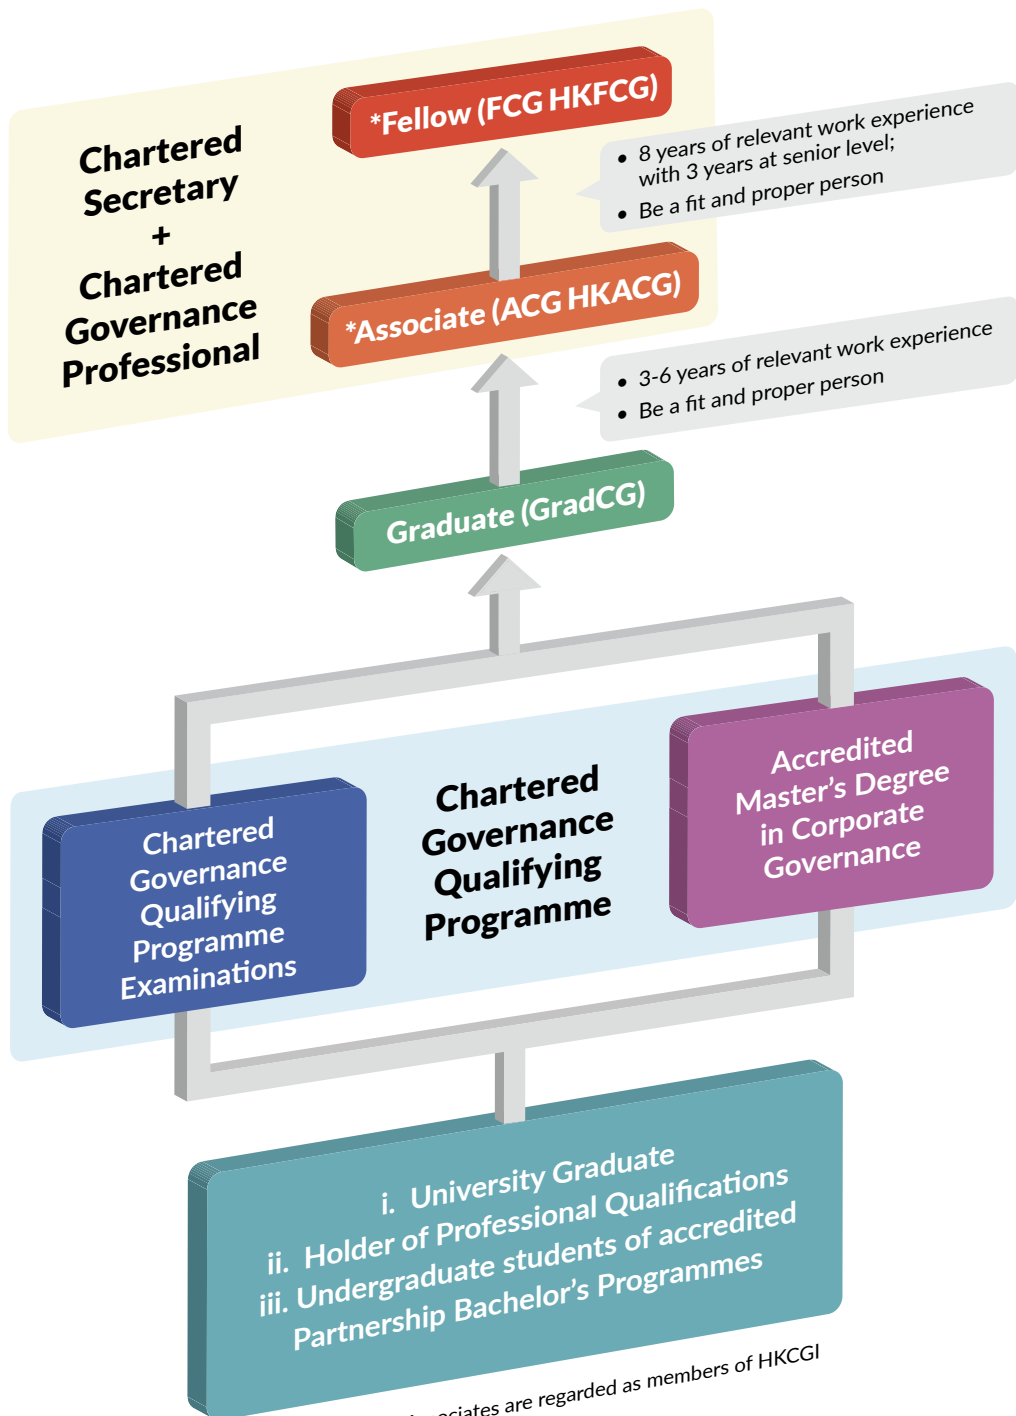 *Fellow (FCG HKFCG)
Chartered
Secretary
+
Chartered
Governance
Professional
• 8 years of relevant work experience
with 3 years at senior level;
• Be a fit and proper person
*Associate (ACG HKACG)
• 3-6 years of relevant work experience
• Be a fit and proper person
Graduate (GradCG)
Chartered
Governance
Qualifying
Programme
Examinations
Chartered
Governance
Qualifying
Programme
Accredited
Master's Degree
in Corporate
Governance
i. University Graduate
ii. Holder of Professional Qualifications
iii. Undergraduate students of accredited
Partnership Bachelor's Programmes
are regarded as members of HKCGI